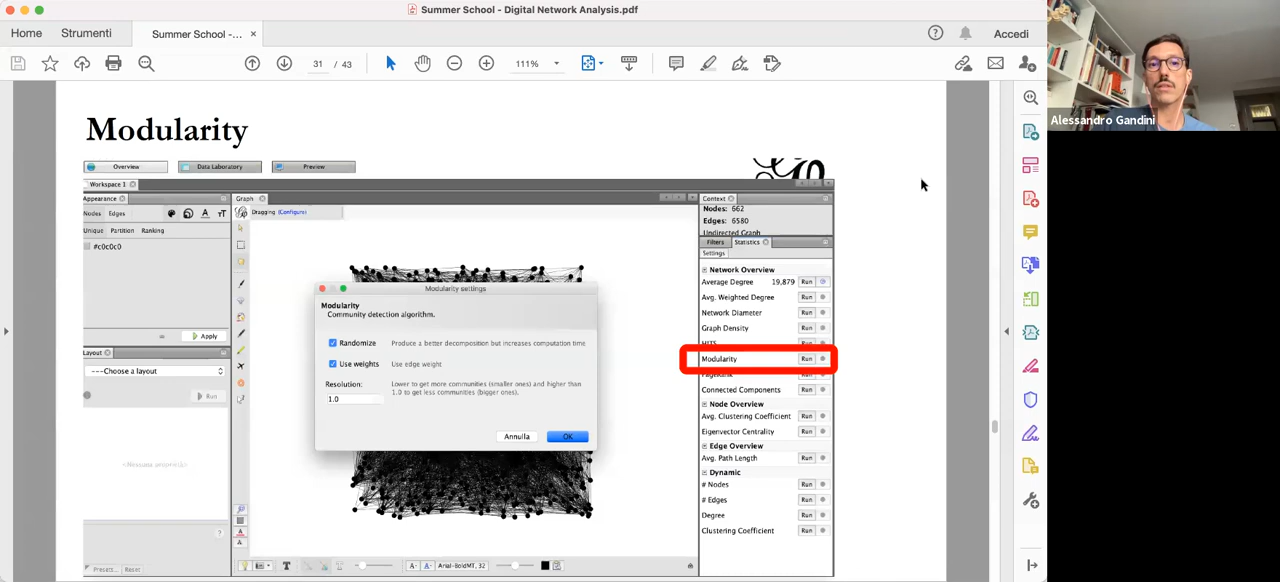 Summer School - Digital Network Analysis.pdf
Home
Strumenti
Summer School -... ×
Accedi
31 / 43
111%
Alessandro Gandini
Modularity
Overview
Data Laboratory
Preview
Workspace 1
Appearance
Nodes Edges
Unique Partition Ranking
#c0c0c0
Apply
Layout
---Choose a layout
Run
<Nessuna proprietà>
Presets...
Reset
Graph
Dragging (Configure)
Modularity settings
Modularity
Community detection algorithm.
Randomize
Produce a better decomposition but increases computation time
Use weights
Use edge weight
Resolution:
1.0
Lower to get more communities (smaller ones) and higher than
1.0 to get less communities (bigger ones).
Annulla
OK
Arial-BoldMT, 32
Context
Nodes: 662
Edges: 6580
Undirected Graph
Filters
Statistics
Settings
Network Overview
Average Degree 19,879 Run
Avg. Weighted Degree Run
Network Diameter Run
Graph Density Run
HITS
Modularity Run
PageRank
Connected Components Run
Node Overview
Avg. Clustering Coefficient Run
Eigenvector Centrality Run
Edge Overview
Avg. Path Length Run
Dynamic
# Nodes Run
# Edges Run
Degree Run
Clustering Coefficient Run